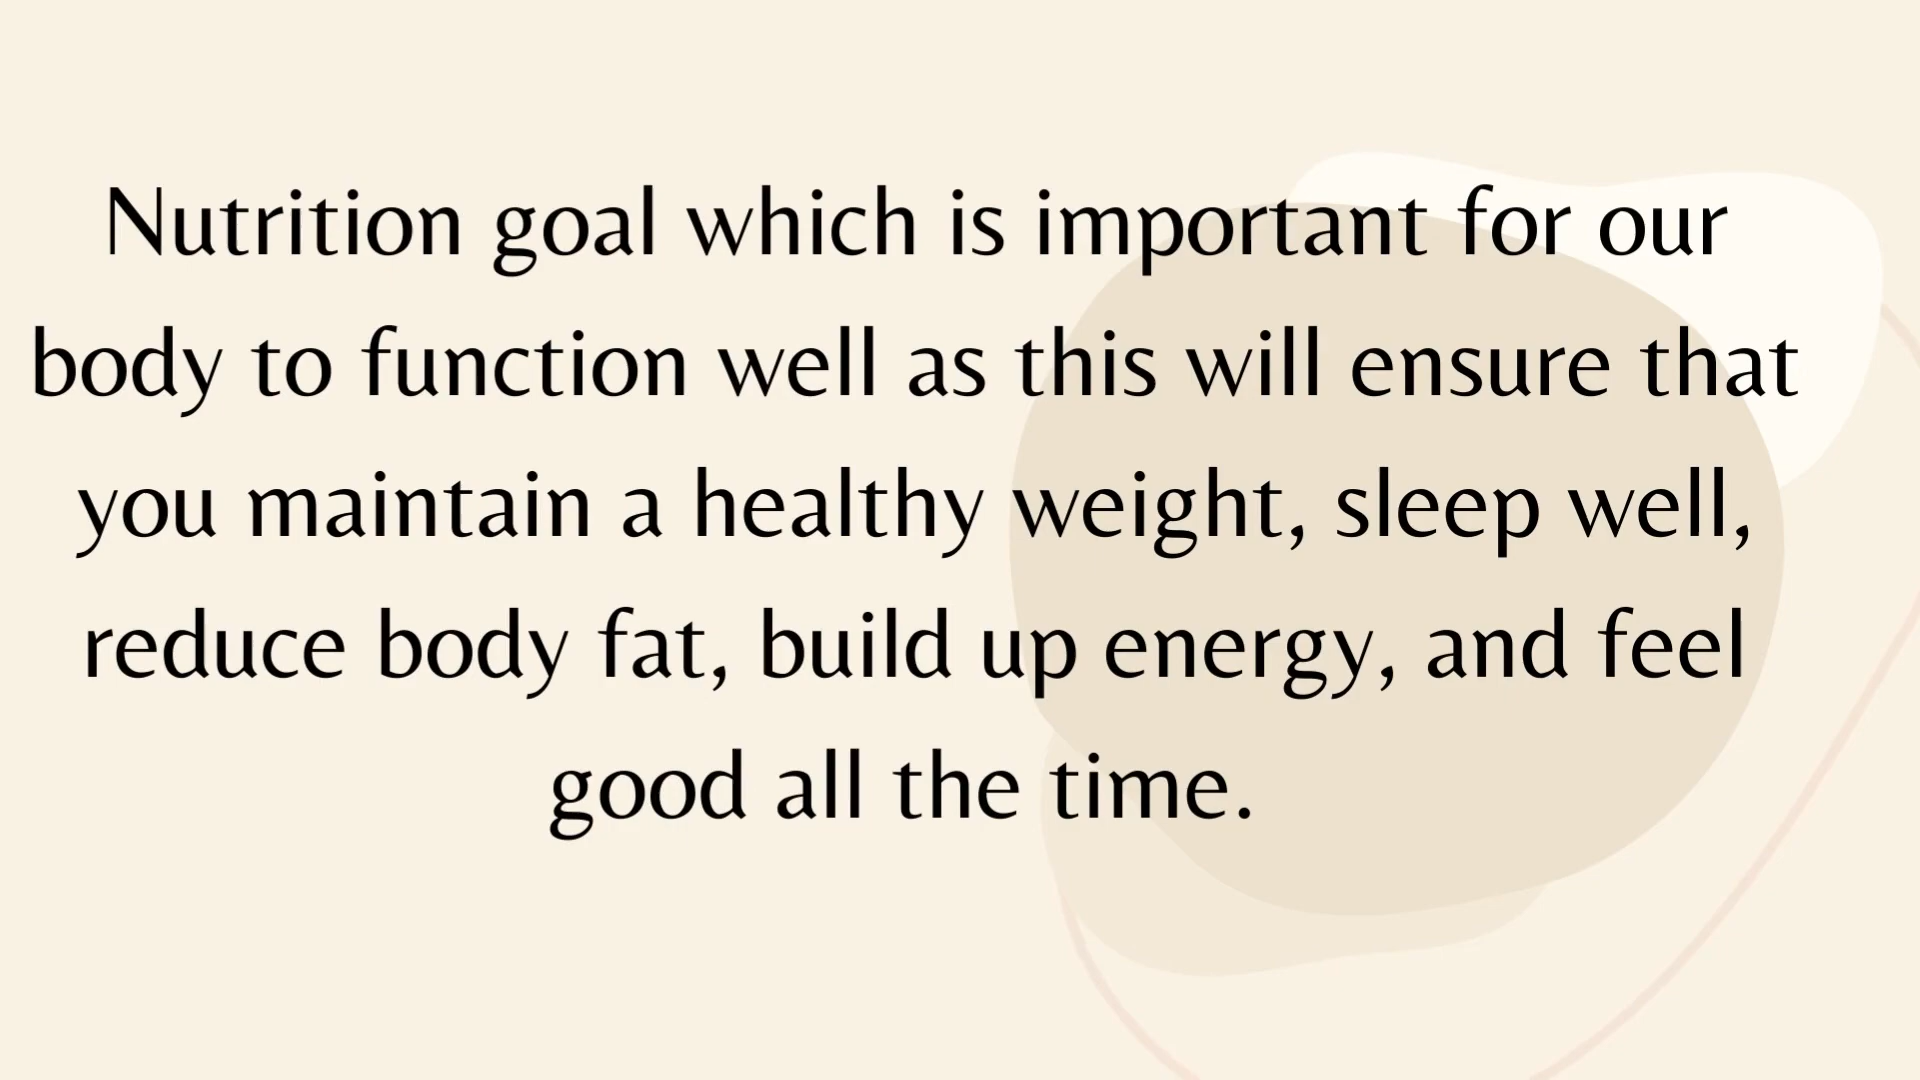 Nutrition goal which is important for our
body to function well as this will ensure that
you maintain a healthy weight, sleep well,
reduce body fat, build up energy, and feel
good all the time.